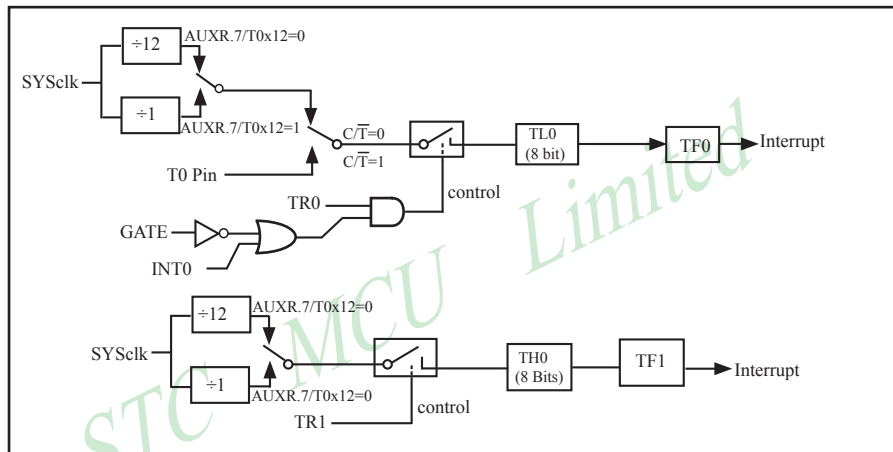 ÷12
AUXR.7/T0x12=0
SYSclk
÷1
AUXR.7/T0x12=1
C/T̅=0
C/T̅=1
T0 Pin
TL0
(8 bit)
TF0
Interrupt
control
TR0
GATE
INT0
÷12
AUXR.7/T0x12=0
SYSclk
÷1
AUXR.7/T0x12=0
TH0
(8 Bits)
TF1
Interrupt
control
TR1
STC MCU Limited